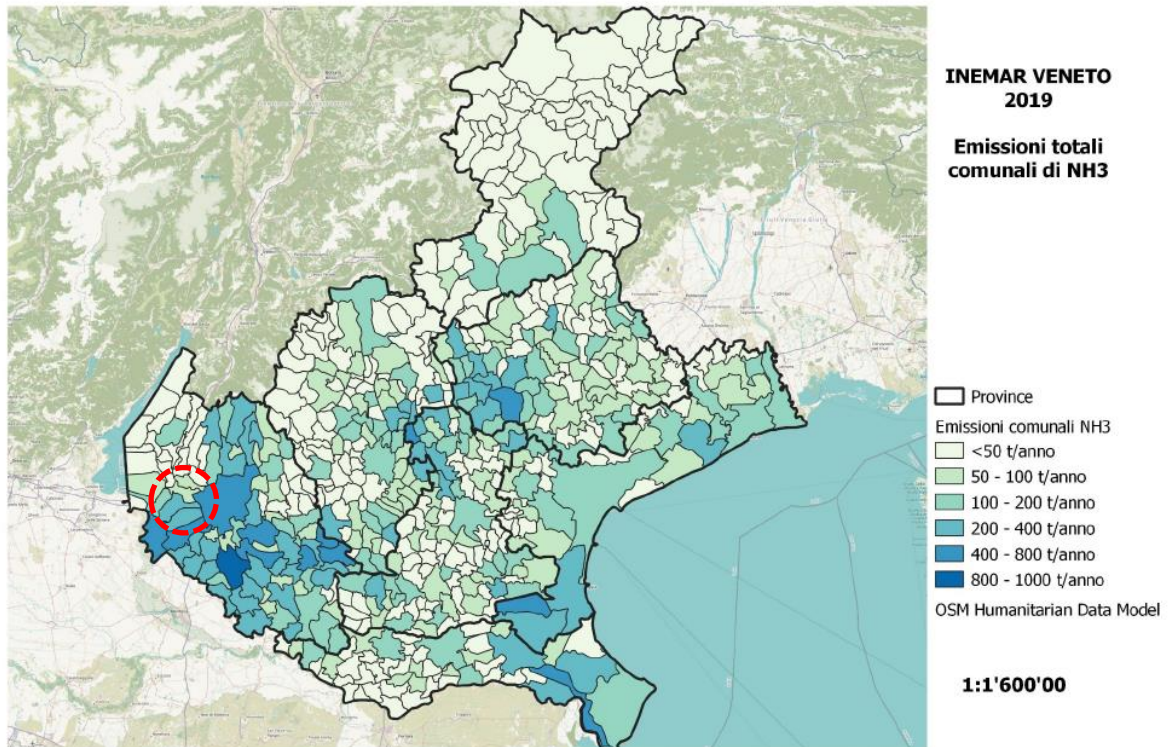 INEMAR VENETO
2019
Emissioni totali
comunali di NH3
Province
Emissioni comunali NH3
<50 t/anno
50 - 100 t/anno
100 - 200 t/anno
200 - 400 t/anno
400 - 800 t/anno
800 - 1000 t/anno
OSM Humanitarian Data Model
1:1'600'00